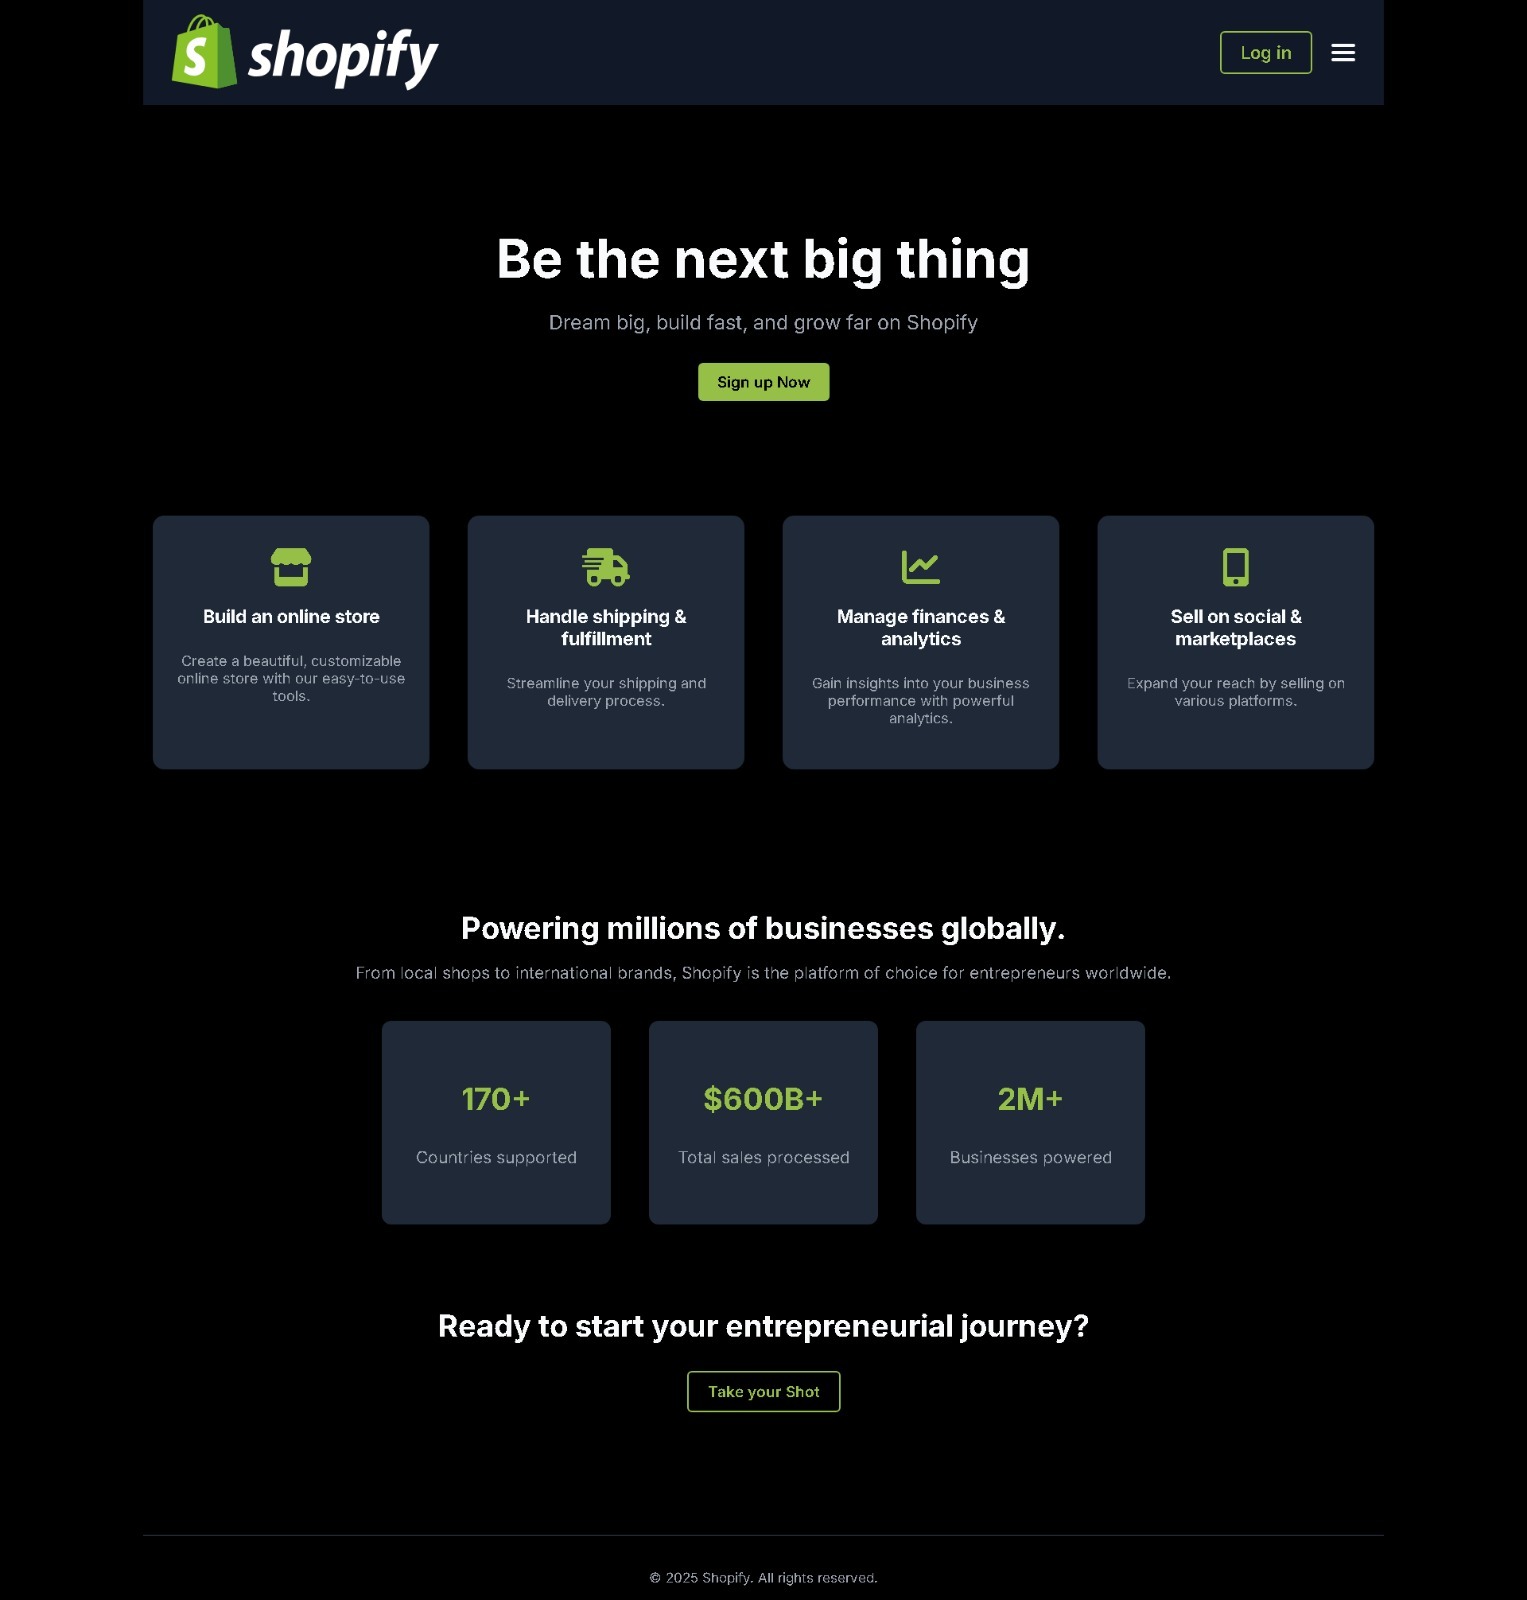 shopify
Log in
Be the next big thing
Dream big, build fast, and grow far on Shopify
Sign up Now
Build an online store
Create a beautiful, customizable
online store with our easy-to-use
tools.
Handle shipping &
fulfillment
Streamline your shipping and
delivery process.
Manage finances &
analytics
Gain insights into your business
performance with powerful
analytics.
Sell on social &
marketplaces
Expand your reach by selling on
various platforms.
Powering millions of businesses globally.
From local shops to international brands, Shopify is the platform of choice for entrepreneurs worldwide.
170+
Countries supported
$600B+
Total sales processed
2M+
Businesses powered
Ready to start your entrepreneurial journey?
Take your Shot
© 2025 Shopify. All rights reserved.